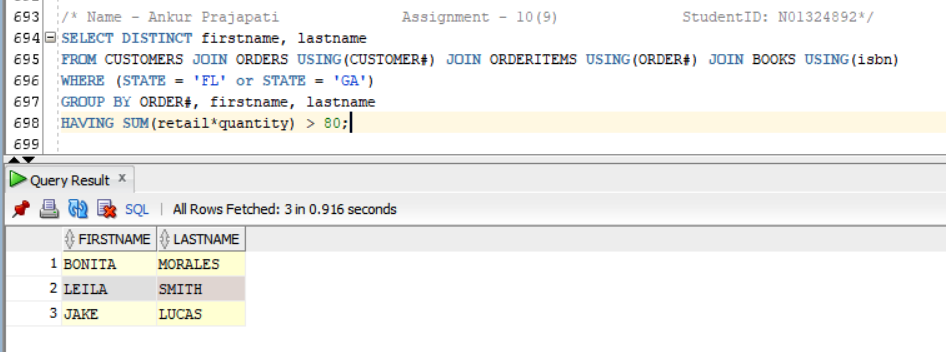 693 /* Name - Ankur Prajapati Assignment - 10(9) StudentID: N01324892*/
694 SELECT DISTINCT firstname, lastname
695 FROM CUSTOMERS JOIN ORDERS USING(CUSTOMER#) JOIN ORDERITEMS USING(ORDER#) JOIN BOOKS USING(isbn)
696 WHERE (STATE = 'FL' or STATE = 'GA')
697 GROUP BY ORDER#, firstname, lastname
698 HAVING SUM(retail*quantity) > 80;
699
Query Result x
SQL | All Rows Fetched: 3 in 0.916 seconds
FIRSTNAME LASTNAME
1 BONITA MORALES
2 LEILA SMITH
3 JAKE LUCAS